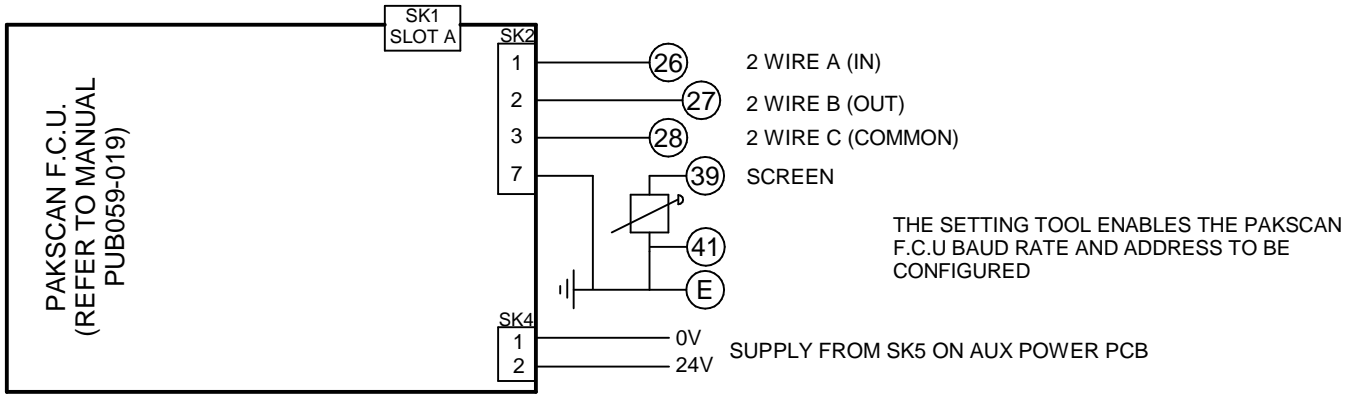 SK1
SLOT A
PAKSCAN F.C.U.
(REFER TO MANUAL
PUB059-019)
SK2
1
26
2 WIRE A (IN)
2
27
2 WIRE B (OUT)
3
28
2 WIRE C (COMMON)
7
39
SCREEN
41
E
THE SETTING TOOL ENABLES THE PAKSCAN
F.C.U BAUD RATE AND ADDRESS TO BE
CONFIGURED
SK4
1
0V
2
24V
SUPPLY FROM SK5 ON AUX POWER PCB